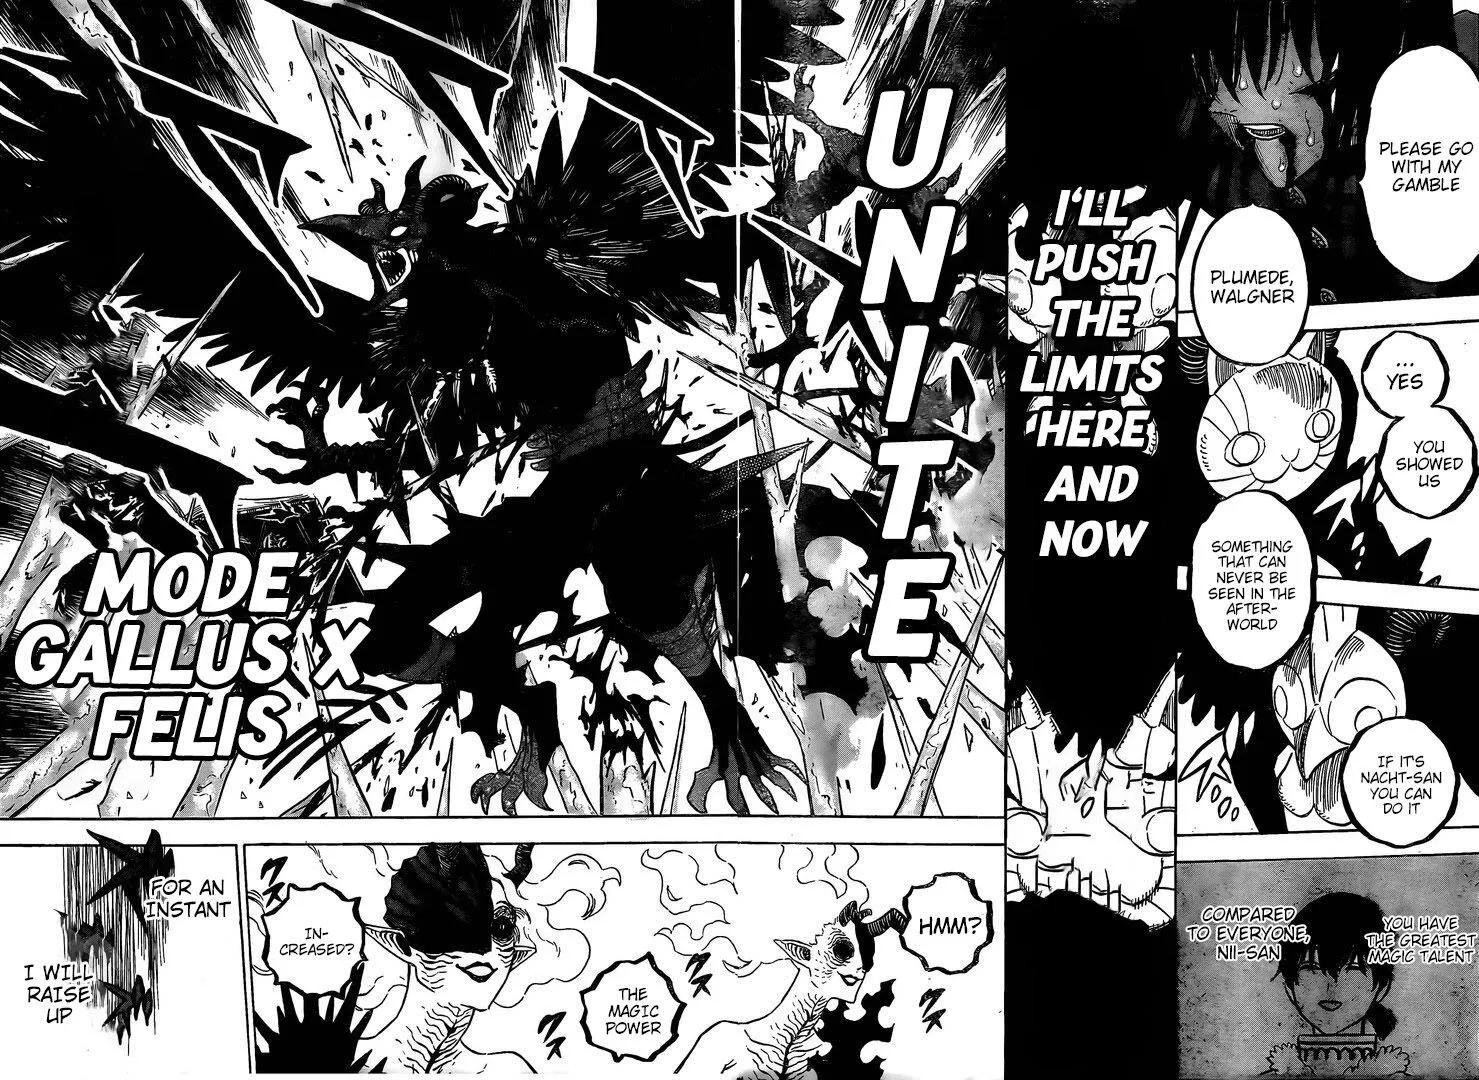 PLEASE GO
WITH MY
GAMBLE
PLUMEDE,
WALGNER
...
YES
YOU
SHOWED
US
SOMETHING
THAT CAN
NEVER BE
SEEN IN THE
AFTER-
WORLD
IF IT'S
NACHT-SAN
YOU CAN
DO IT
YOU HAVE
THE GREATEST
MAGIC TALENT
COMPARED
TO EVERYONE,
NII-SAN
I'LL
PUSH
THE
LIMITS
HERE
AND
NOW
UNITE
MODE
GALLUS X
FELIS
HMM?
THE
MAGIC
POWER
IN-
CREASED?
FOR AN
INSTANT
I WILL
RAISE
UP